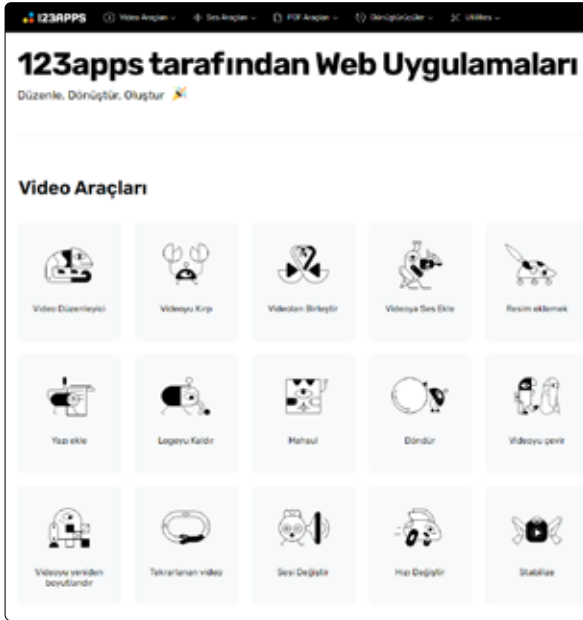 123APPS Video Araçları Ses Araçları PDF Araçları Dönüştürücüler Utilities
123apps tarafından Web Uygulamaları
Düzenle, Dönüştür, Oluştur
Video Araçları
Video Düzenleyici Videoyu Kırp Videoları Birleştir Videoya Ses Ekle Resim eklemek
Yazı ekle Logoyu Kaldır Mahsul Döndür Videoyu çevir
Videoyu yeniden boyutlandır Tekrarlanan video Sesi Değiştir Hızı Değiştir Stabilize